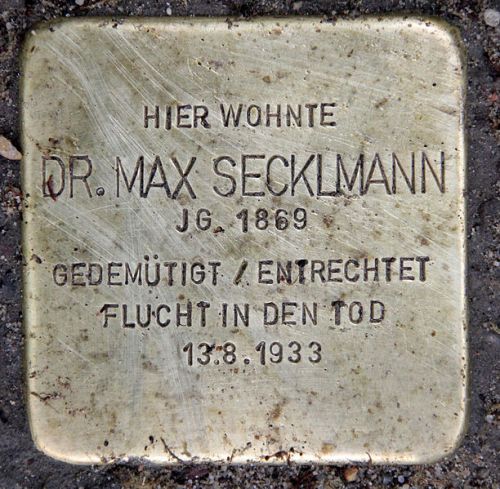 HIER WOHNTE
DR. MAX SECKLMANN
JG. 1869
GEDEMÜTIGT / ENTRECHTET
FLUCHT IN DEN TOD
13.8.1933